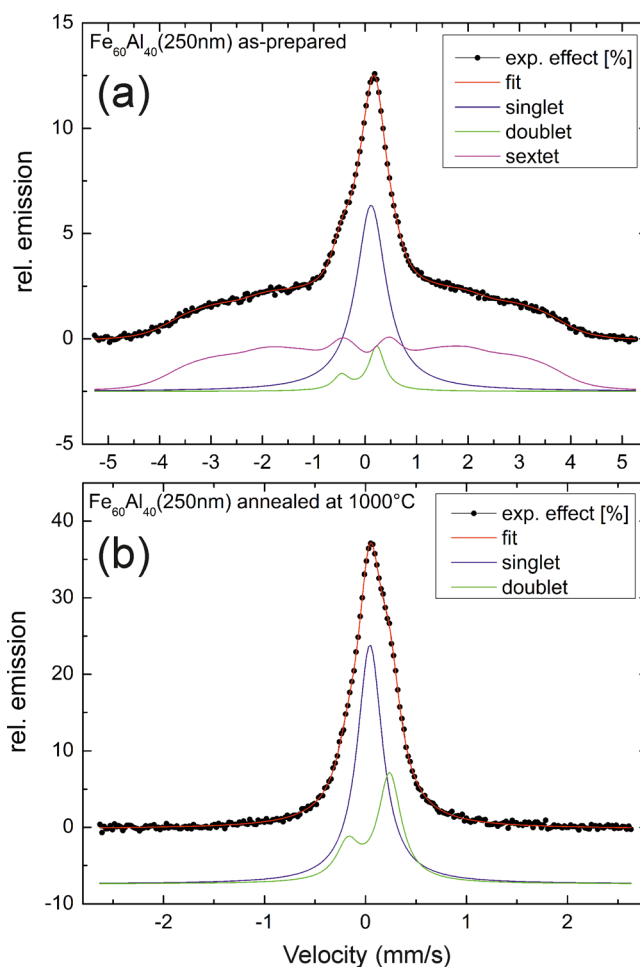 Fe60Al40(250nm) as-prepared
(a)
exp. effect [%]
fit
singlet
doublet
sextet
rel. emission
15
10
5
0
-5
-5 -4 -3 -2 -1 0 1 2 3 4 5
Fe60Al40(250nm) annealed at 1000°C
(b)
exp. effect [%]
fit
singlet
doublet
rel. emission
40
30
20
10
0
-10
-2 -1 0 1 2
Velocity (mm/s)